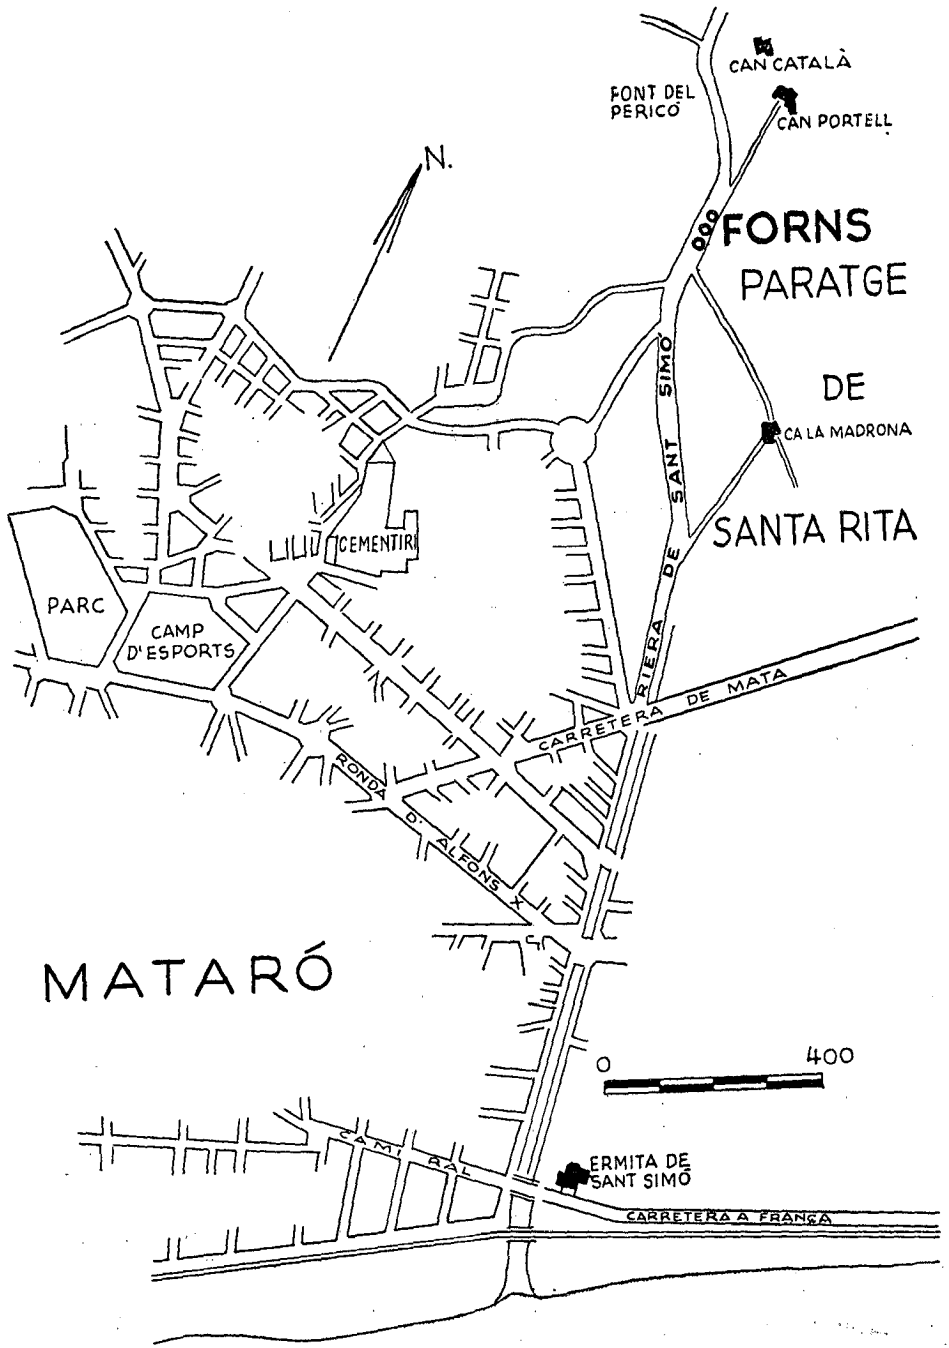 CAN CATALÀ
FONT DEL
PERICÓ
CAN PORTELL
N.
FORNS
PARATGE
DE
SANTA RITA
CA LA MADRONA
RIERA DE SANT SIMÓ
CEMENTIRI
PARC
CAMP
D'ESPORTS
CARRETERA DE MATA
RONDA D'ALFONS X
MATARÓ
0 400
CAMI RAL
ERMITA DE
SANT SIMÓ
CARRETERA A FRANÇA